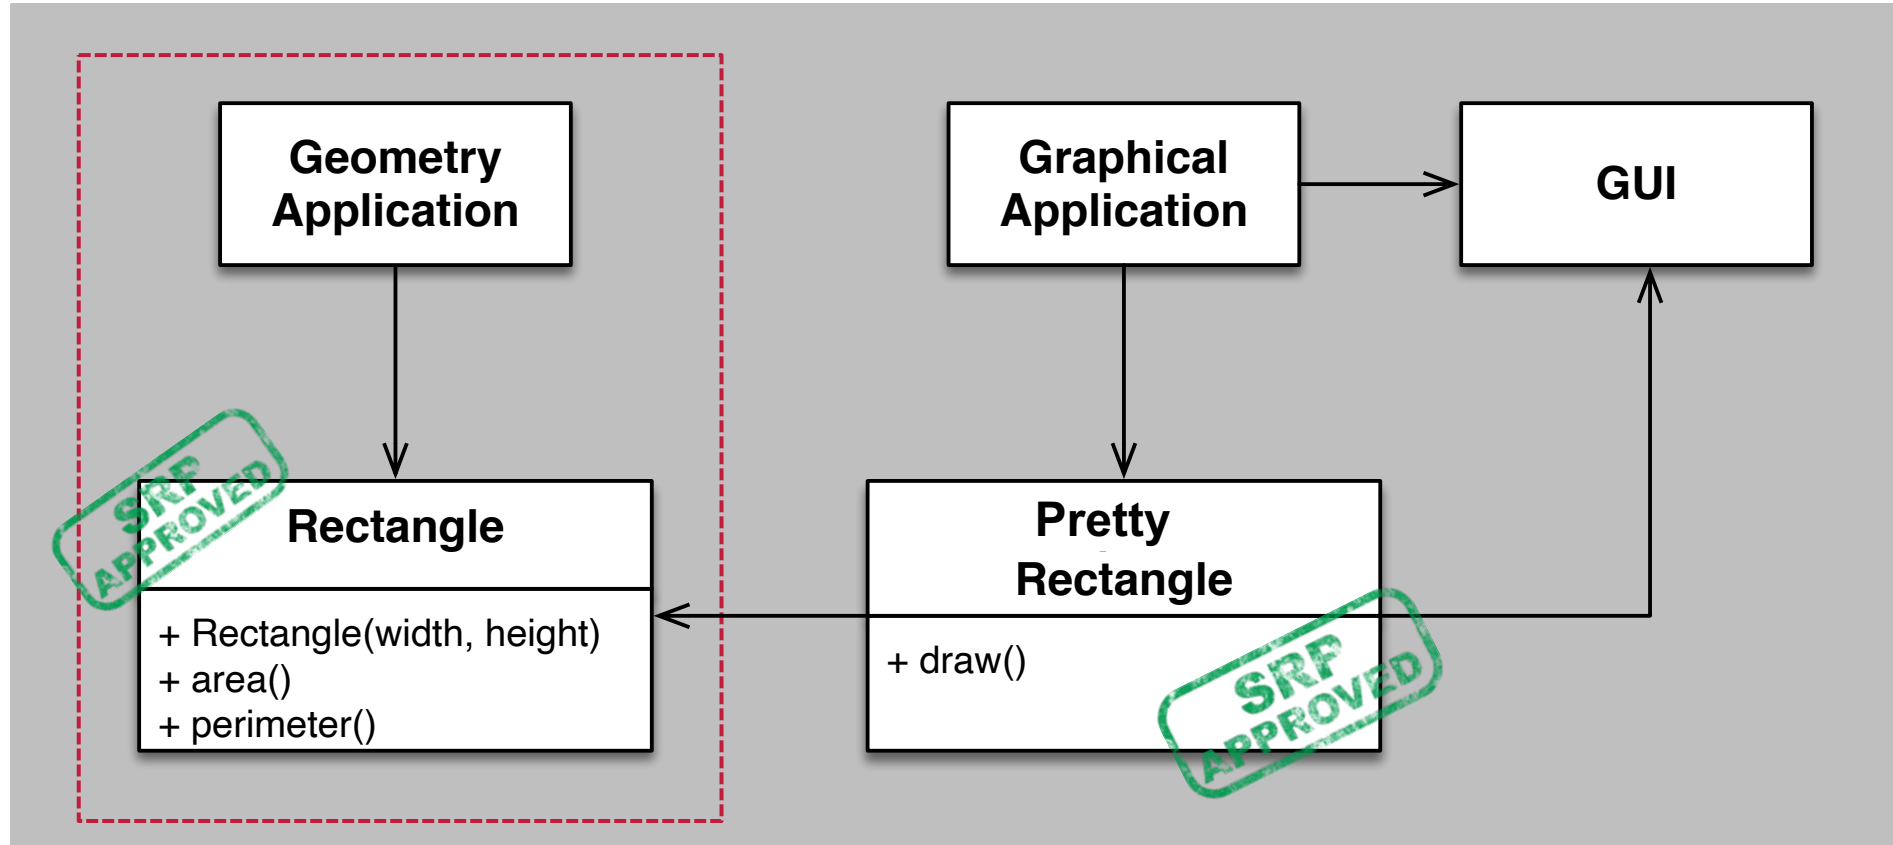 Geometry
Application
Graphical
Application
GUI
SRP
APPROVED
Rectangle
+ Rectangle(width, height)
+ area()
+ perimeter()
Pretty
Rectangle
+ draw()
SRP
APPROVED